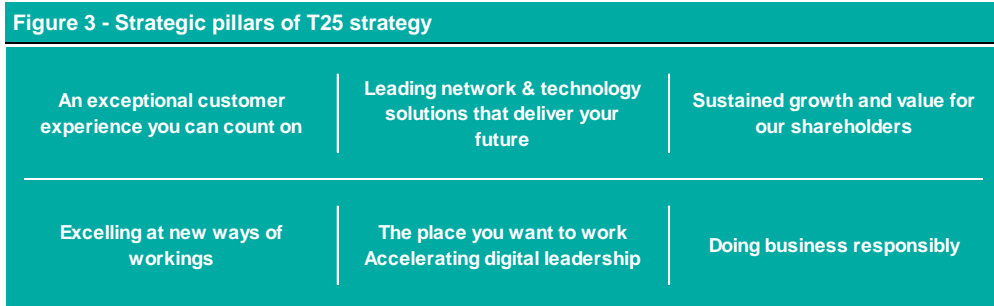 Figure 3 - Strategic pillars of T25 strategy
An exceptional customer
experience you can count on
Leading network & technology
solutions that deliver your
future
Sustained growth and value for
our shareholders
Excelling at new ways of
workings
The place you want to work
Accelerating digital leadership
Doing business responsibly